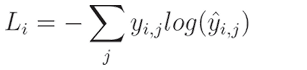 L_i = - \sum_j y_{i,j} log(\hat{y}_{i,j})